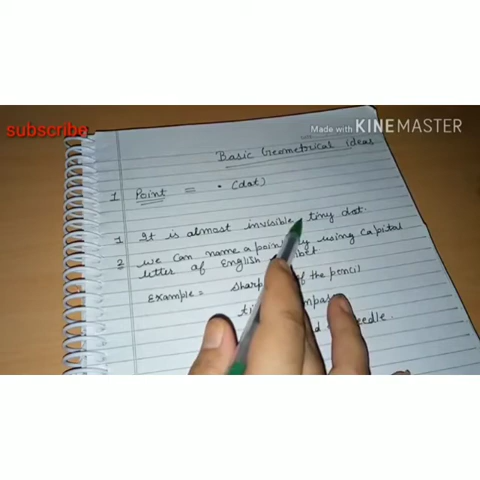 subscribe
Made with KINEMASTER
Basic Geometrical ideas
1 Point = • (dot)
1 It is almost invisible tiny dot.
2 we can name a point by using capital
letter of English
Example = sharp of the pencil
needle.